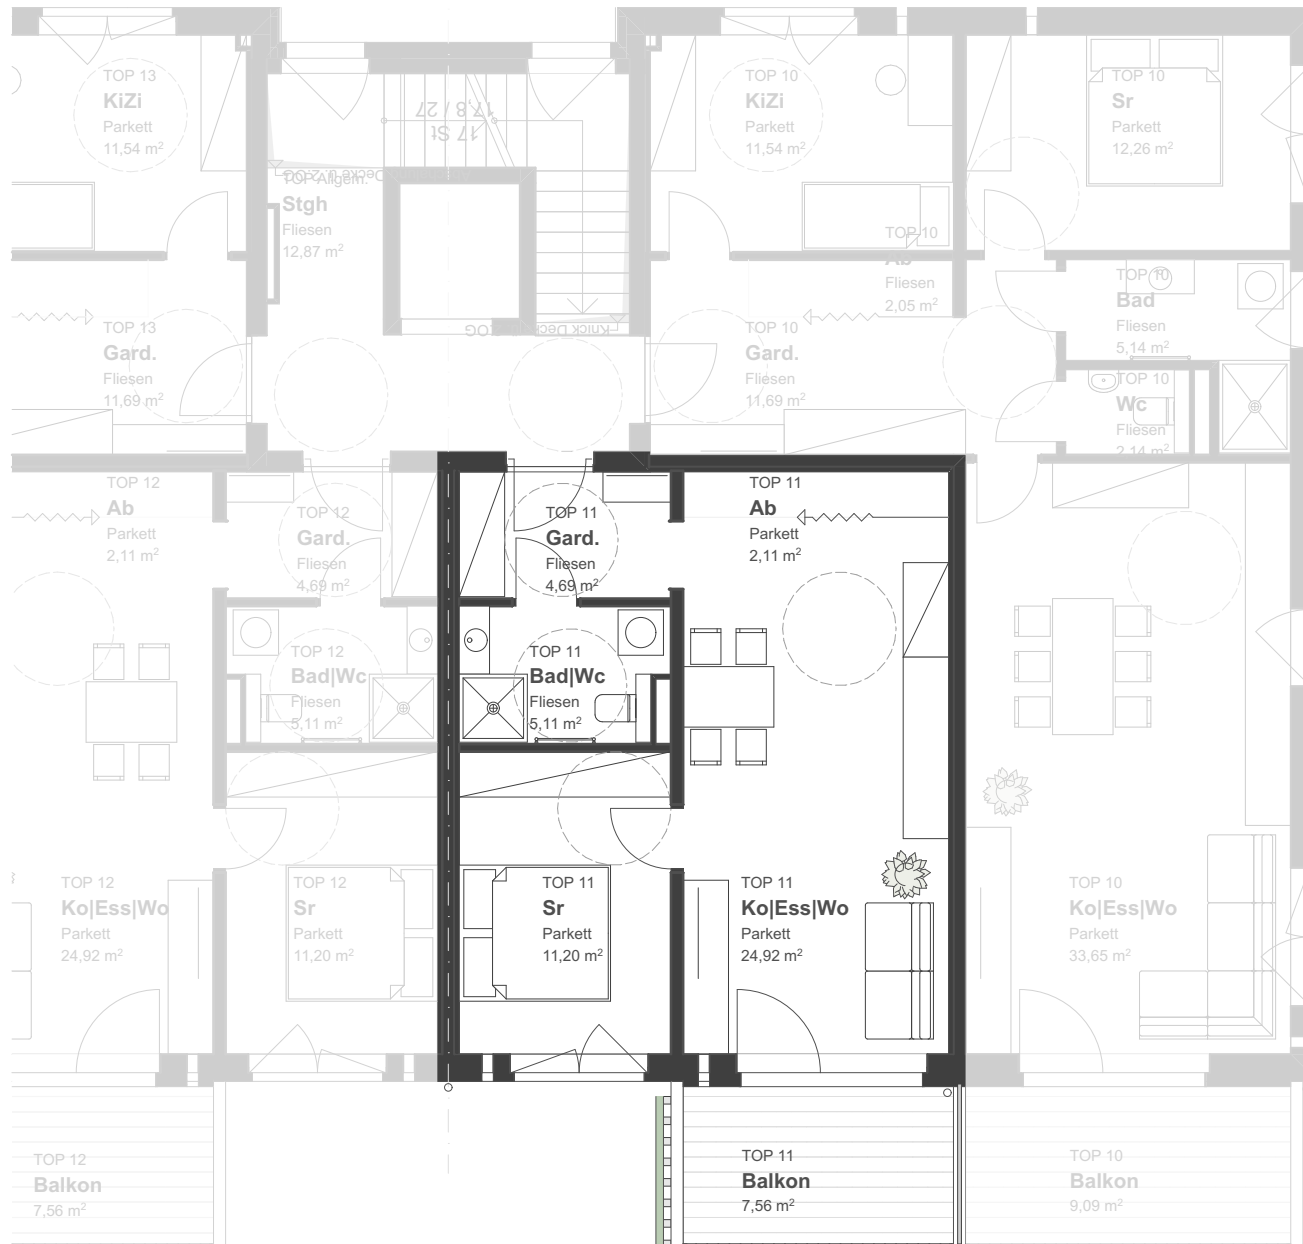 TOP 13
KiZi
Parkett
11,54 m²
17 St
17,8 / 27
TOP Allgem.
Stgh
Fliesen
12,87 m²
TOP 10
KiZi
Parkett
11,54 m²
TOP 10
Sr
Parkett
12,26 m²
TOP 10
Ab
Fliesen
2,05 m²
TOP 10
Bad
Fliesen
5,14 m²
TOP 13
Gard.
Fliesen
11,69 m²
Knick Decke
OG
TOP 10
Gard.
Fliesen
11,69 m²
TOP 10
Wc
Fliesen
2,14 m²
TOP 12
Ab
Parkett
2,11 m²
TOP 12
Gard.
Fliesen
4,69 m²
TOP 11
Gard.
Fliesen
4,69 m²
TOP 11
Ab
Parkett
2,11 m²
TOP 12
Bad|Wc
Fliesen
5,11 m²
TOP 11
Bad|Wc
Fliesen
5,11 m²
TOP 12
Ko|Ess|Wo
Parkett
24,92 m²
TOP 12
Sr
Parkett
11,20 m²
TOP 11
Sr
Parkett
11,20 m²
TOP 11
Ko|Ess|Wo
Parkett
24,92 m²
TOP 10
Ko|Ess|Wo
Parkett
33,65 m²
TOP 12
Balkon
7,56 m²
TOP 11
Balkon
7,56 m²
TOP 10
Balkon
9,09 m²